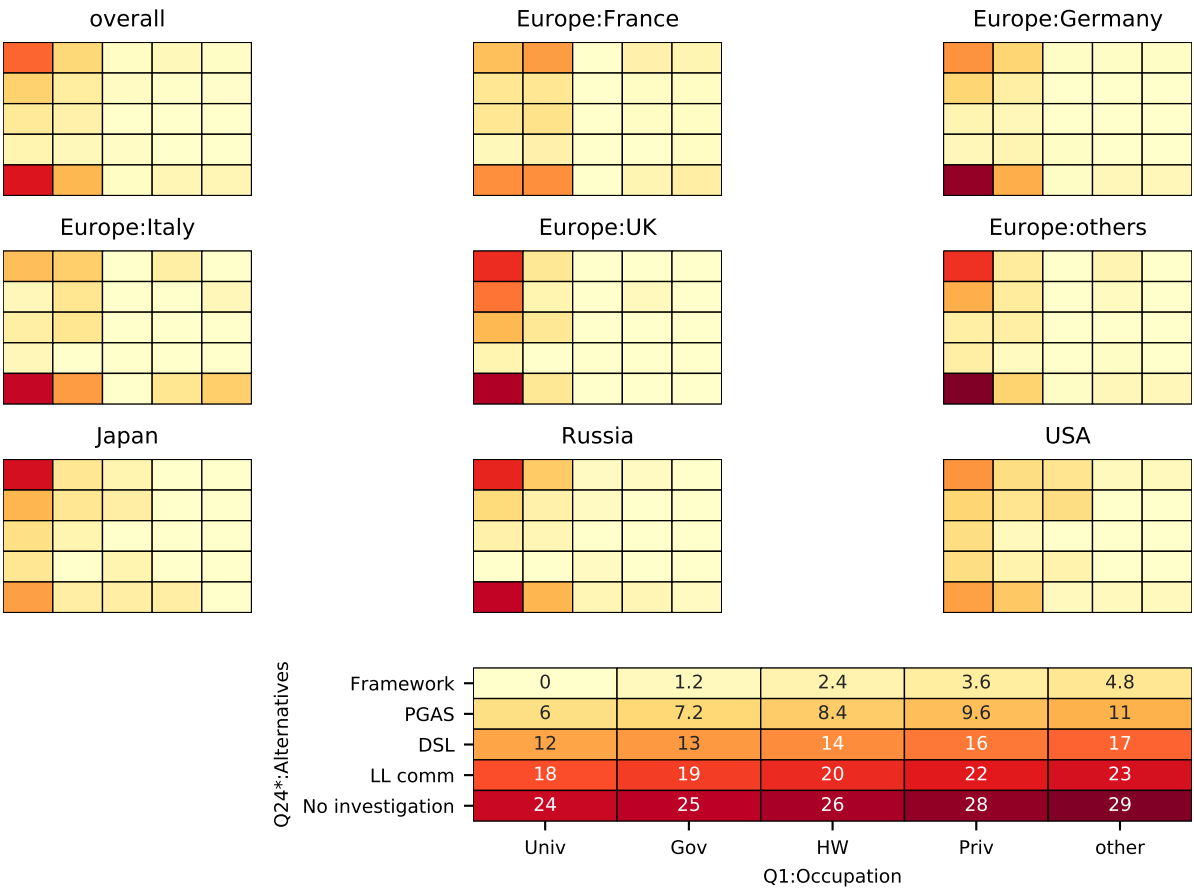 overall
Europe:France
Europe:Germany
Europe:Italy
Europe:UK
Europe:others
Japan
Russia
USA
Q24*:Alternatives
Framework 0 1.2 2.4 3.6 4.8
PGAS 6 7.2 8.4 9.6 11
DSL 12 13 14 16 17
LL comm 18 19 20 22 23
No investigation 24 25 26 28 29
Univ Gov HW Priv other
Q1:Occupation